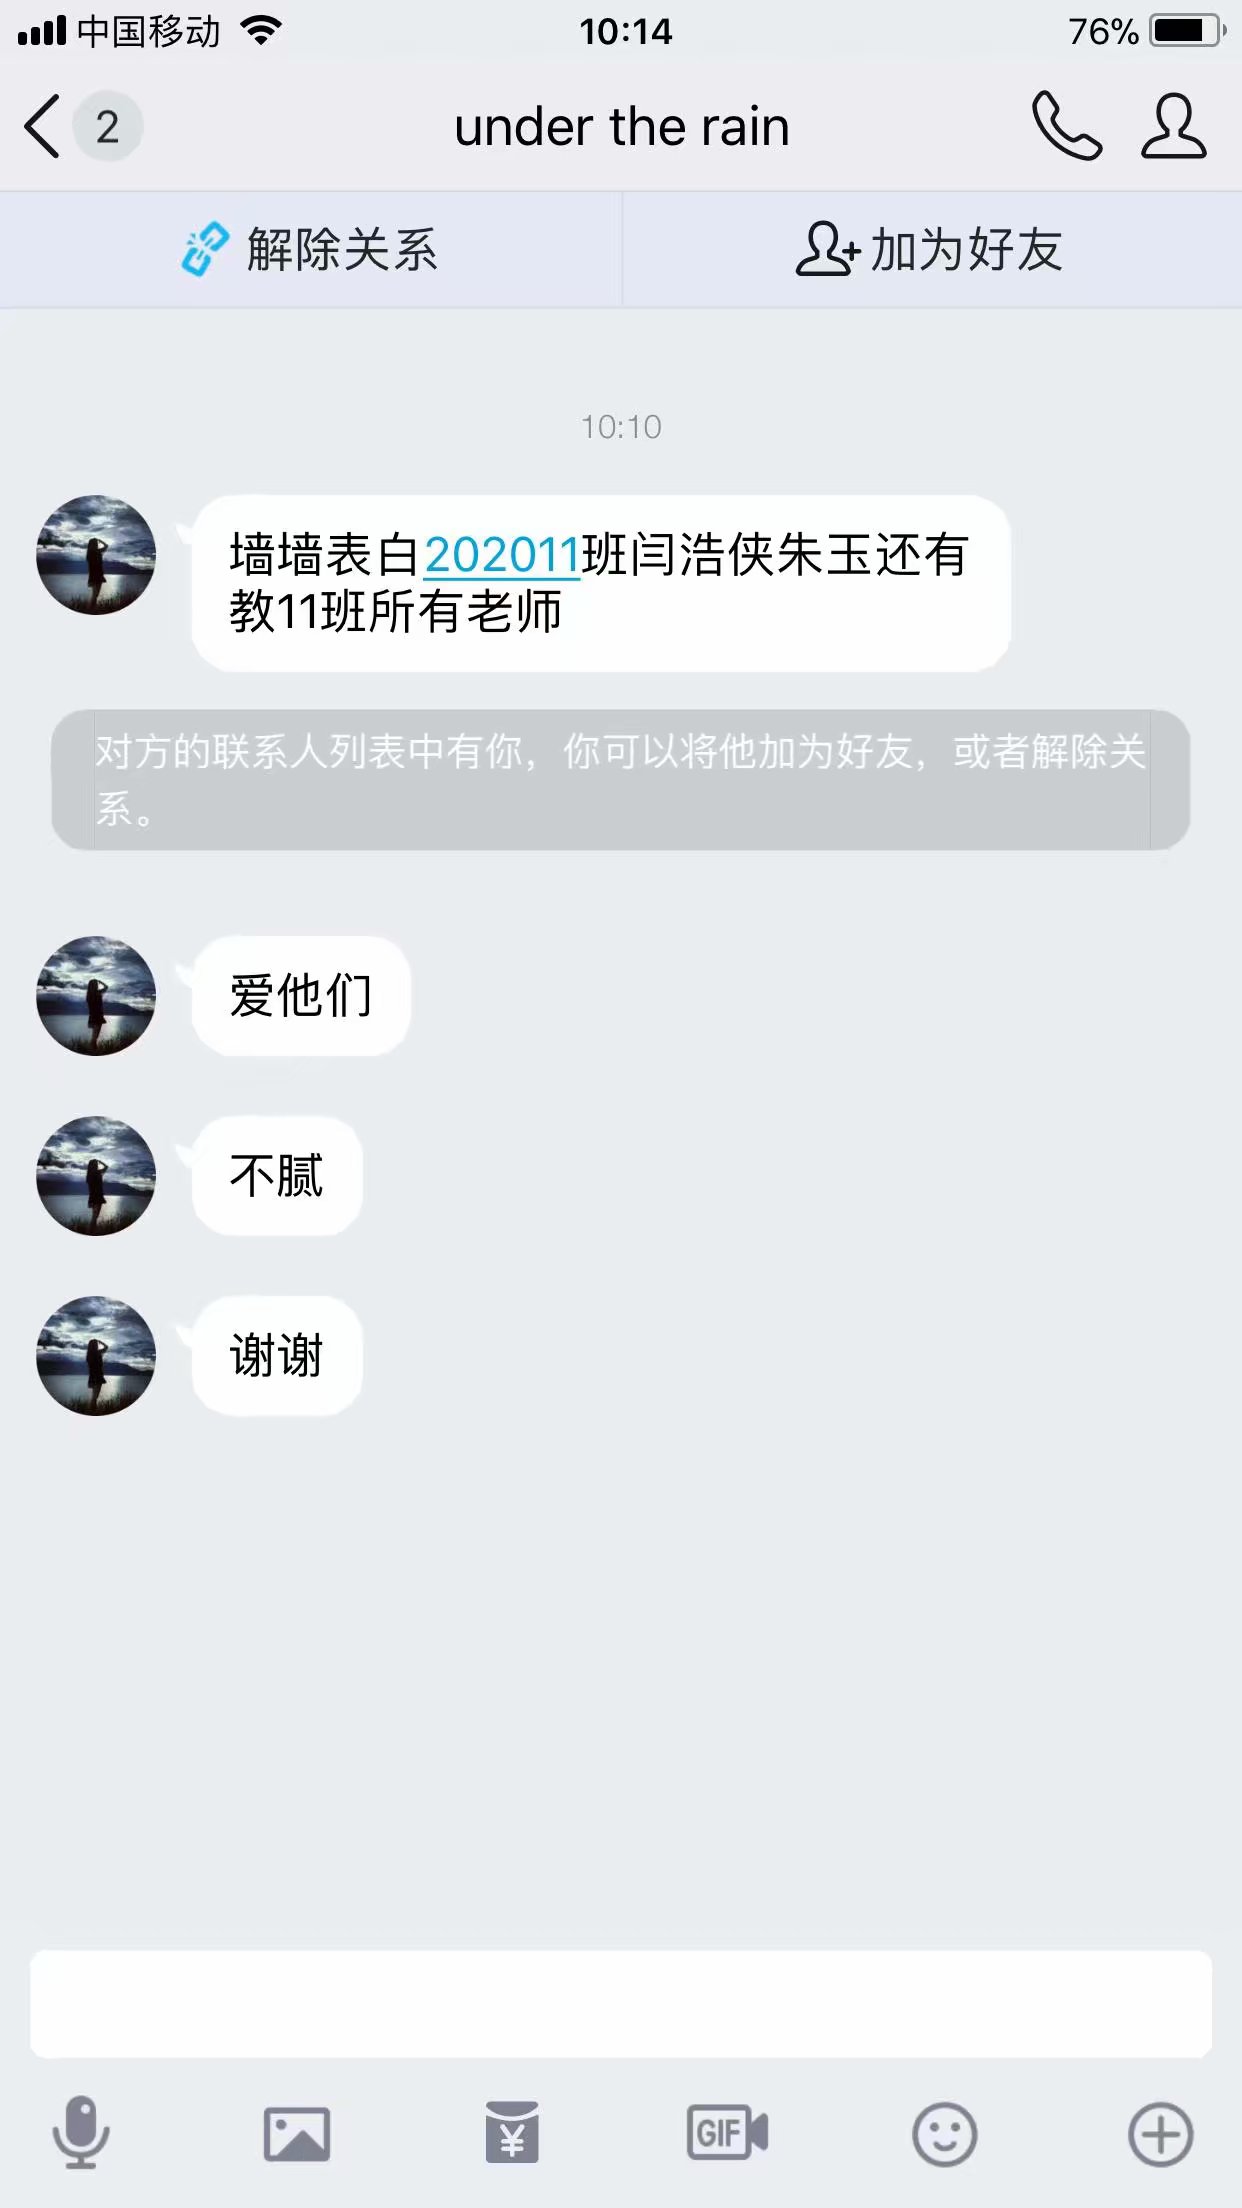 中国移动 10:14 76%
2 under the rain
解除关系 加为好友
10:10
墙墙表白202011班闫浩侠朱玉还有
教11班所有老师
对方的联系人列表中有你，你可以将他加为好友，或者解除关
系。
爱他们
不腻
谢谢
¥ GIF